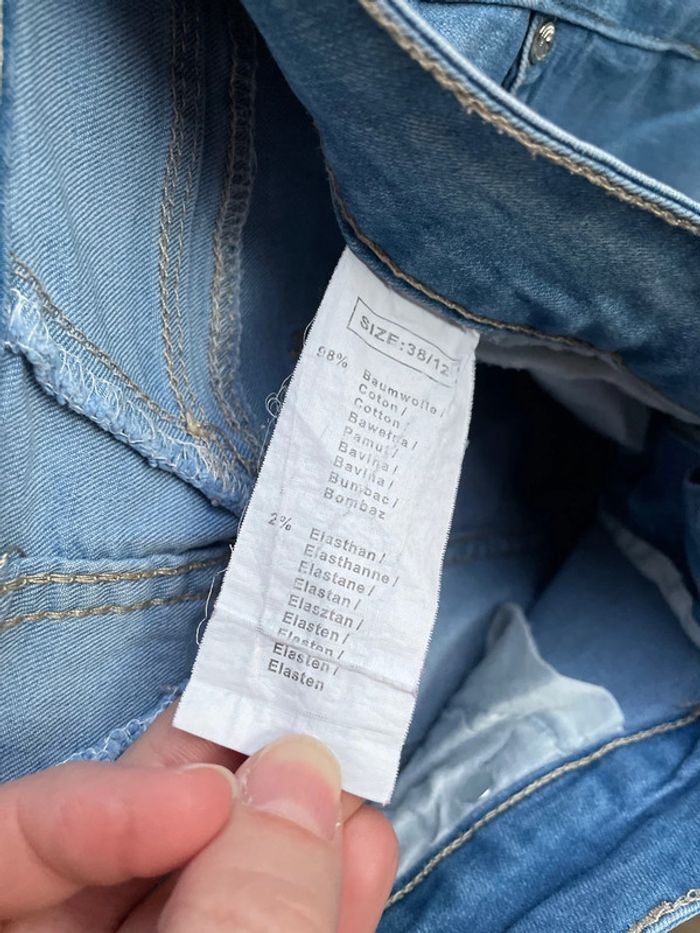 SIZE:38/12
98% Baumwolle/
Coton/
Cotton/
Bawełna/
Pamut/
Bavlna/
Bavlna/
Bumbac/
Bombaz
2% Elasthan/
Elasthanne/
Elastane/
Elastan/
Elasztan/
Elasten/
Elasten/
Elasten/
Elasten